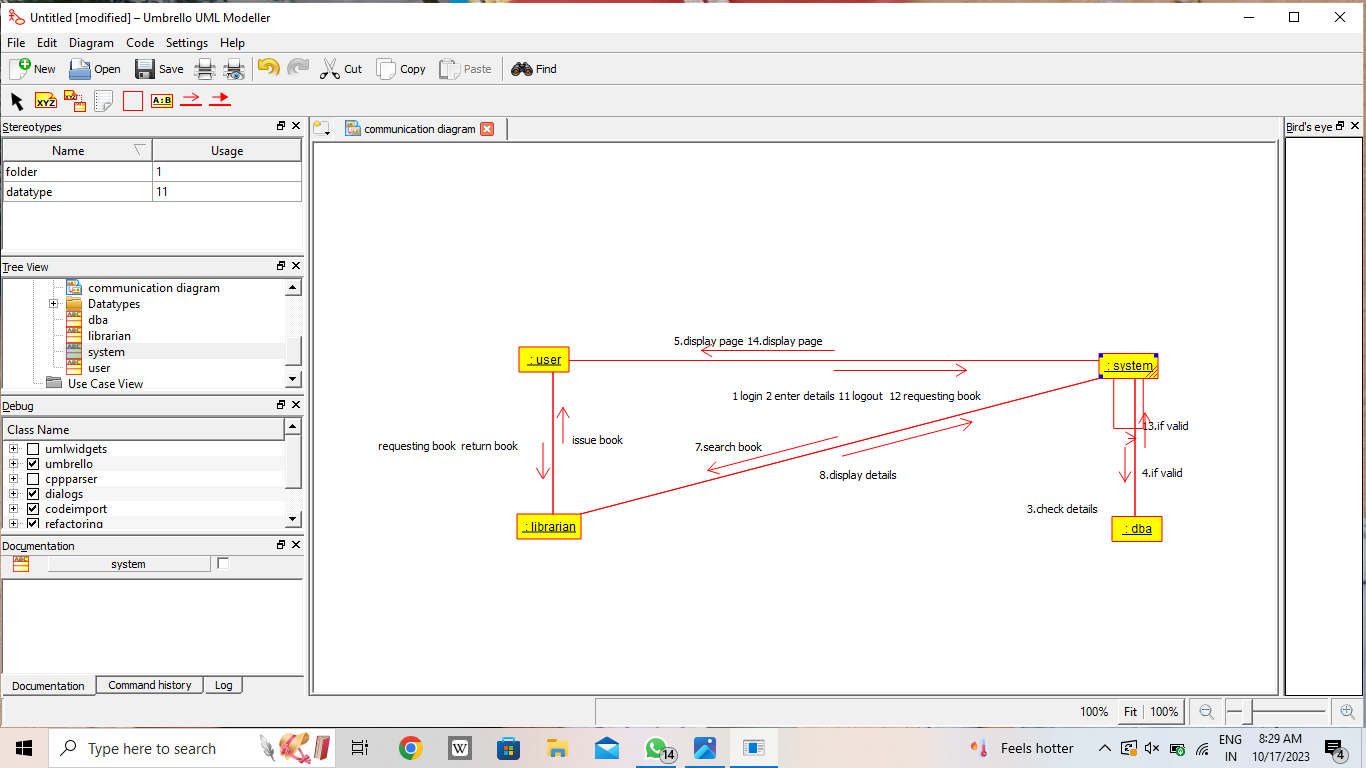 Untitled [modified] – Umbrello UML Modeller
File Edit Diagram Code Settings Help
New Open Save Cut Copy Paste Find
XYZ XYZ A:B
Stereotypes
Name Usage
folder 1
datatype 11
Tree View
communication diagram
Datatypes
dba
librarian
system
user
Use Case View
Debug
Class Name
umlwidgets
umbrello
cppparser
dialogs
codeimport
refactoring
Documentation
system
Documentation Command history Log
communication diagram
5.display page 14.display page
: user
: system
1 login 2 enter details 11 logout 12 requesting book
requesting book return book
issue book
7.search book
8.display details
13.if valid
4.if valid
3.check details
: librarian
: dba
Bird's eye
100% Fit 100%
Type here to search
W
14
Feels hotter
ENG
IN
8:29 AM
10/17/2023
4